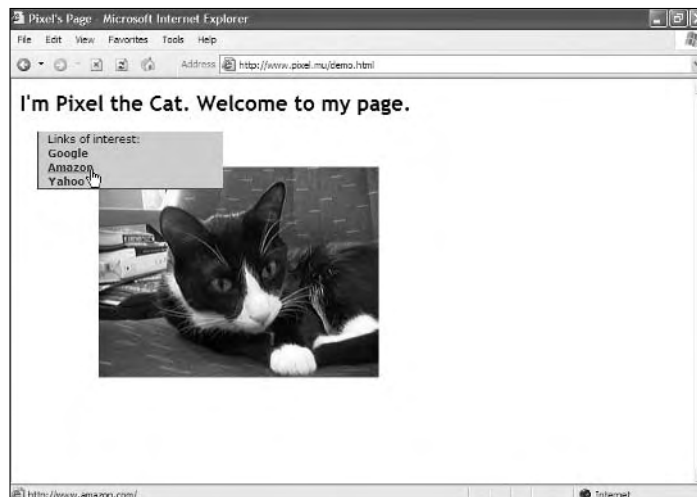 Pixel's Page - Microsoft Internet Explorer
File Edit View Favorites Tools Help
Address http://www.pixel.mu/demo.html
I'm Pixel the Cat. Welcome to my page.
Links of interest:
Google
Amazon
Yahoo
http://www.amazon.com/
Internet